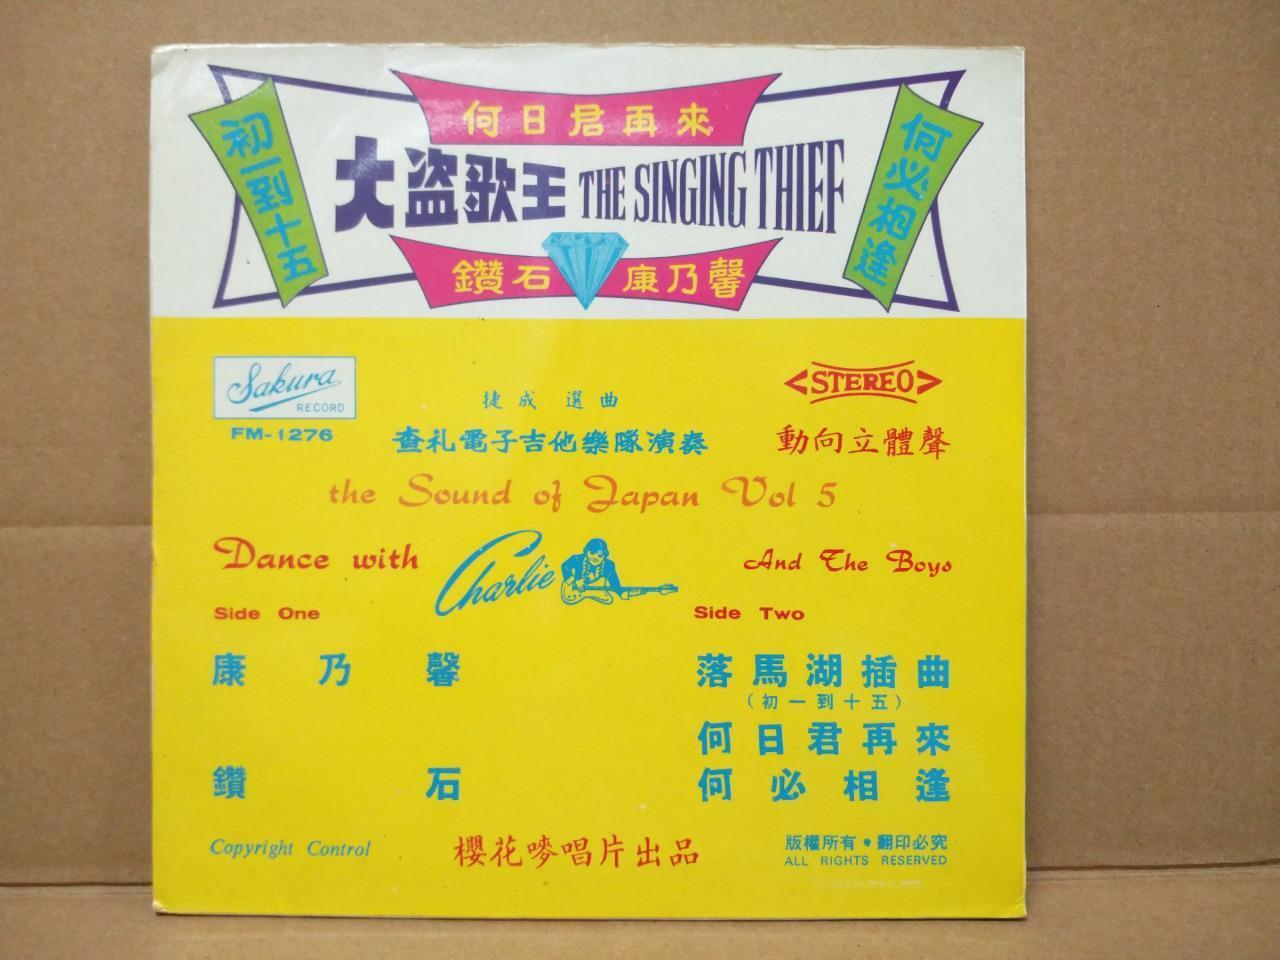 何日君再來
初一到十五
大盜歌王 THE SINGING THIEF
何必相逢
鑽石 康乃馨
Sakura
RECORD
FM-1276
捷成 選曲
STEREO
查礼電子吉他樂隊演奏
動向立體聲
the Sound of Japan Vol 5
Dance with Charlie And The Boys
Side One
康乃馨
鑽石
Side Two
落馬湖插曲
(初一到十五)
何日君再來
何必相逢
Copyright Control
櫻花嘜唱片出品
版權所有•翻印必究
ALL RIGHTS RESERVED